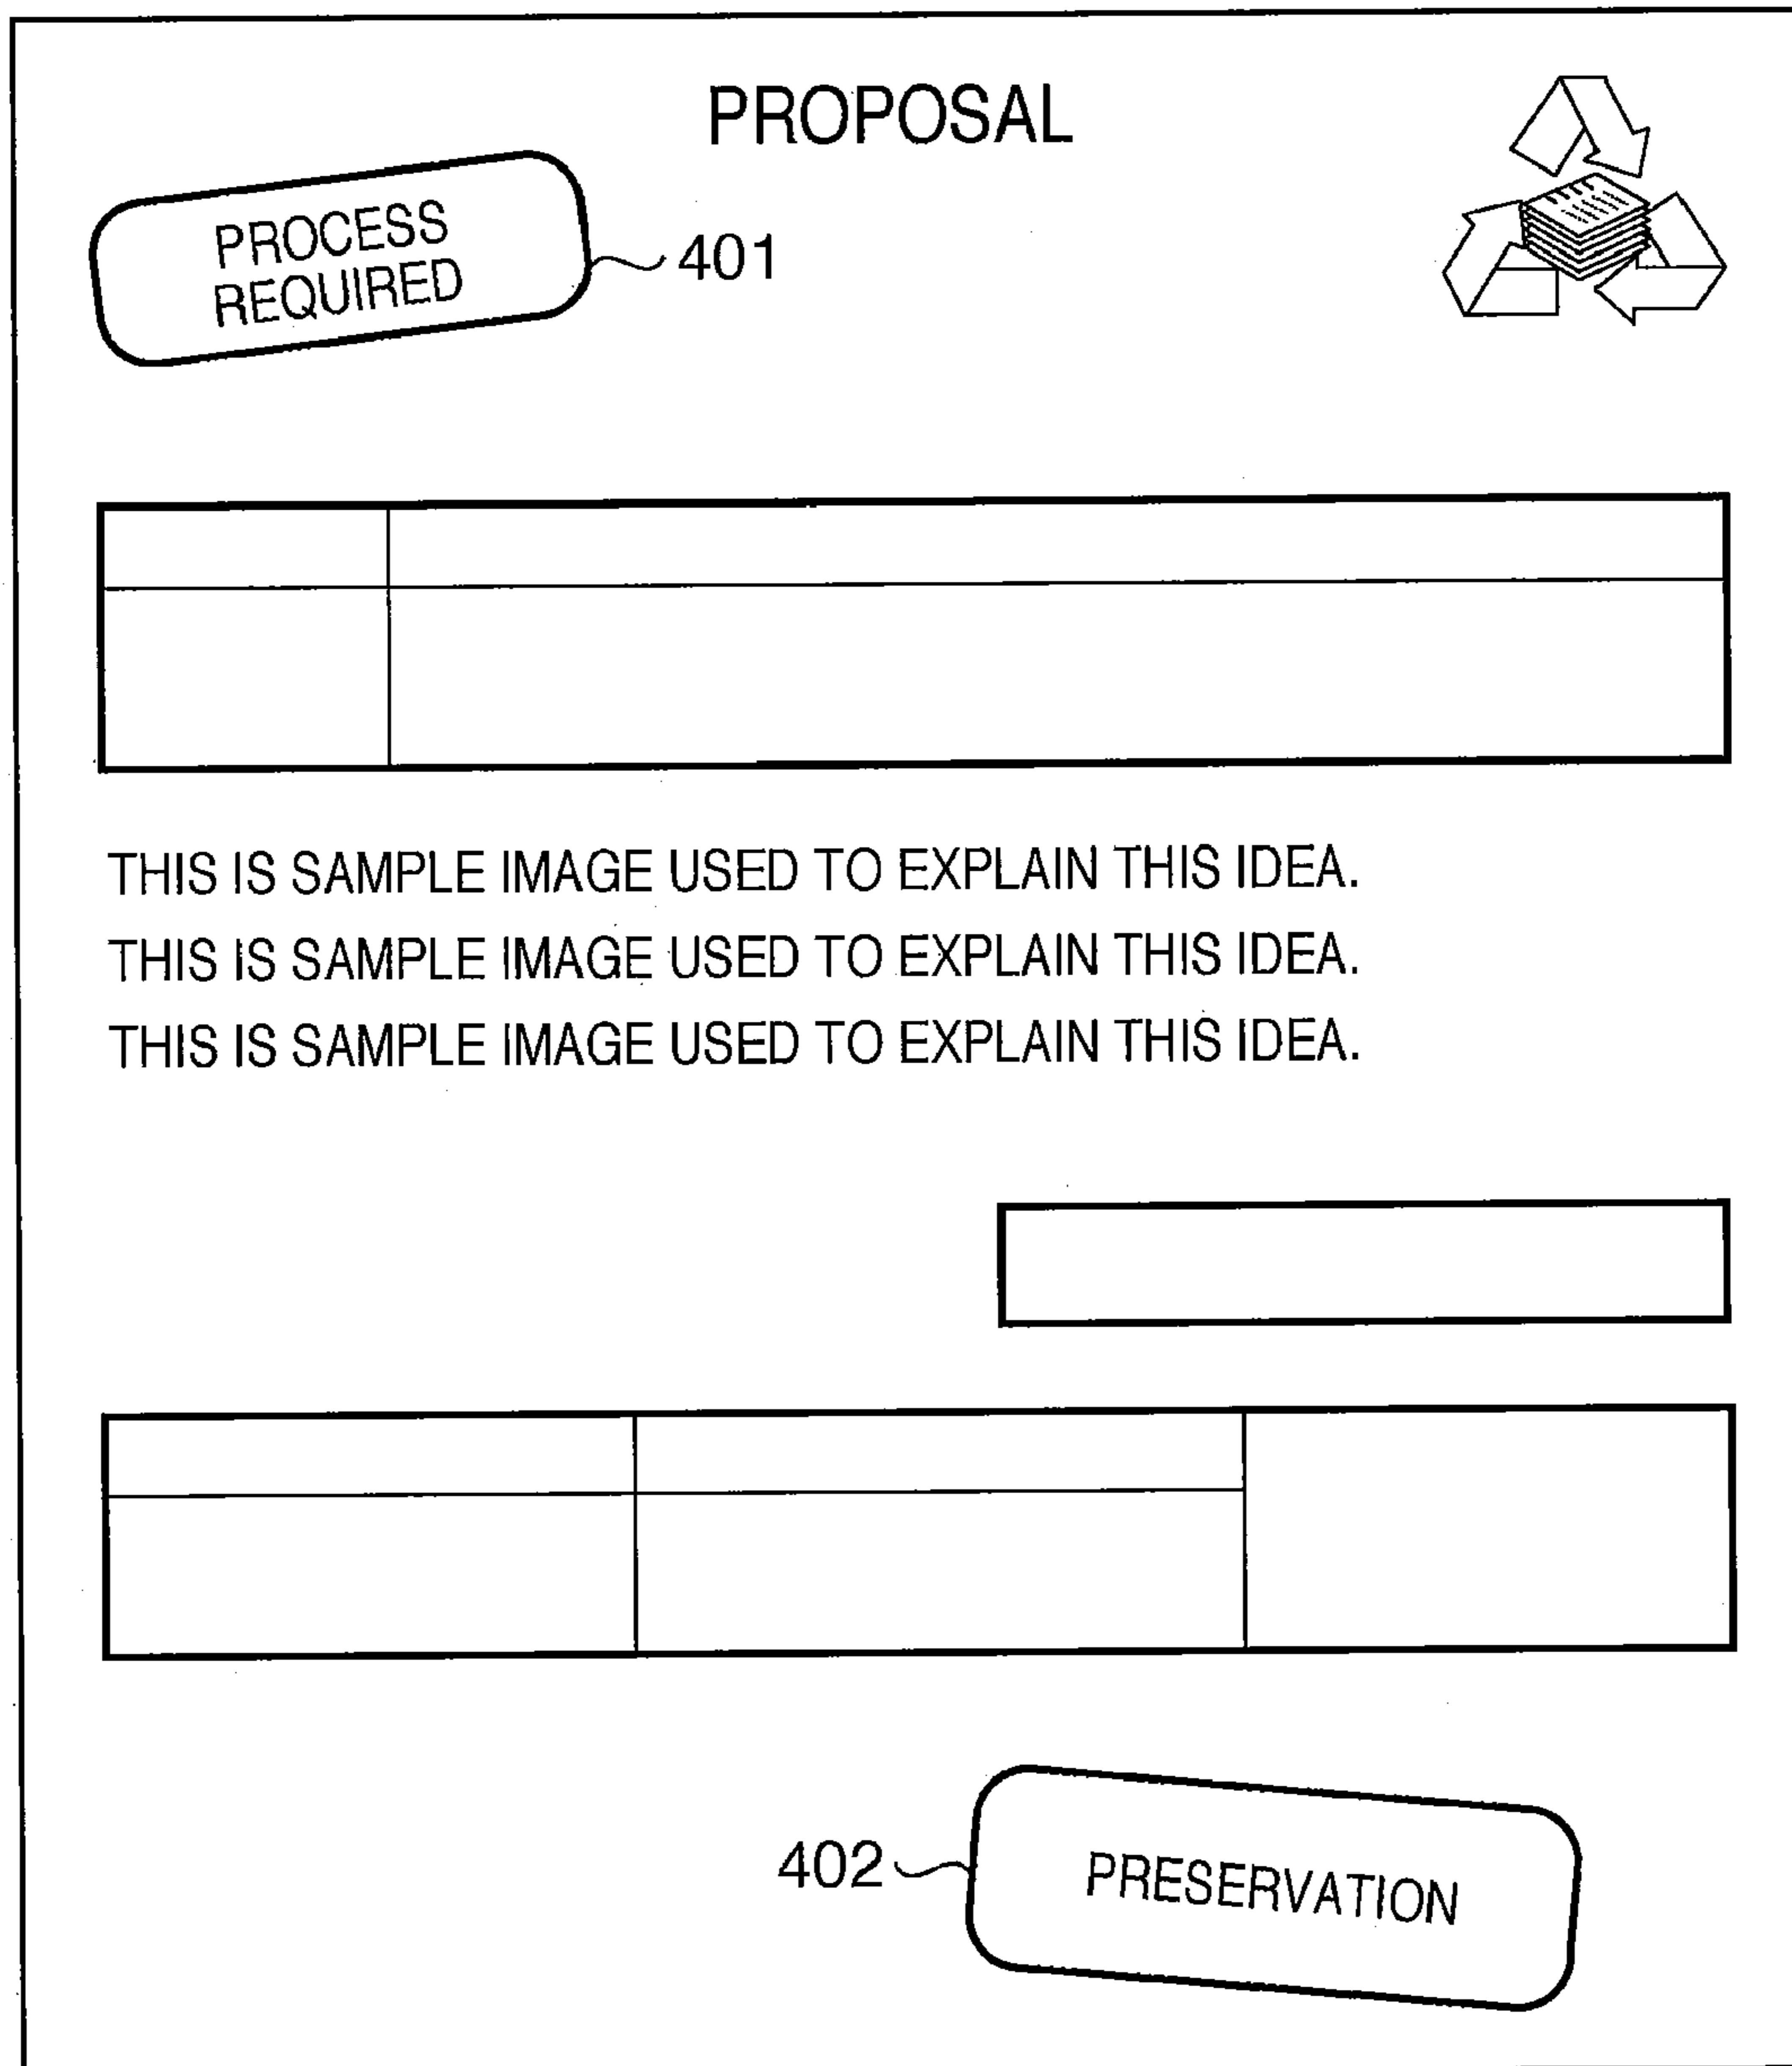 PROPOSAL
PROCESS
REQUIRED
401
THIS IS SAMPLE IMAGE USED TO EXPLAIN THIS IDEA.
THIS IS SAMPLE IMAGE USED TO EXPLAIN THIS IDEA.
THIS IS SAMPLE IMAGE USED TO EXPLAIN THIS IDEA.
402
PRESERVATION